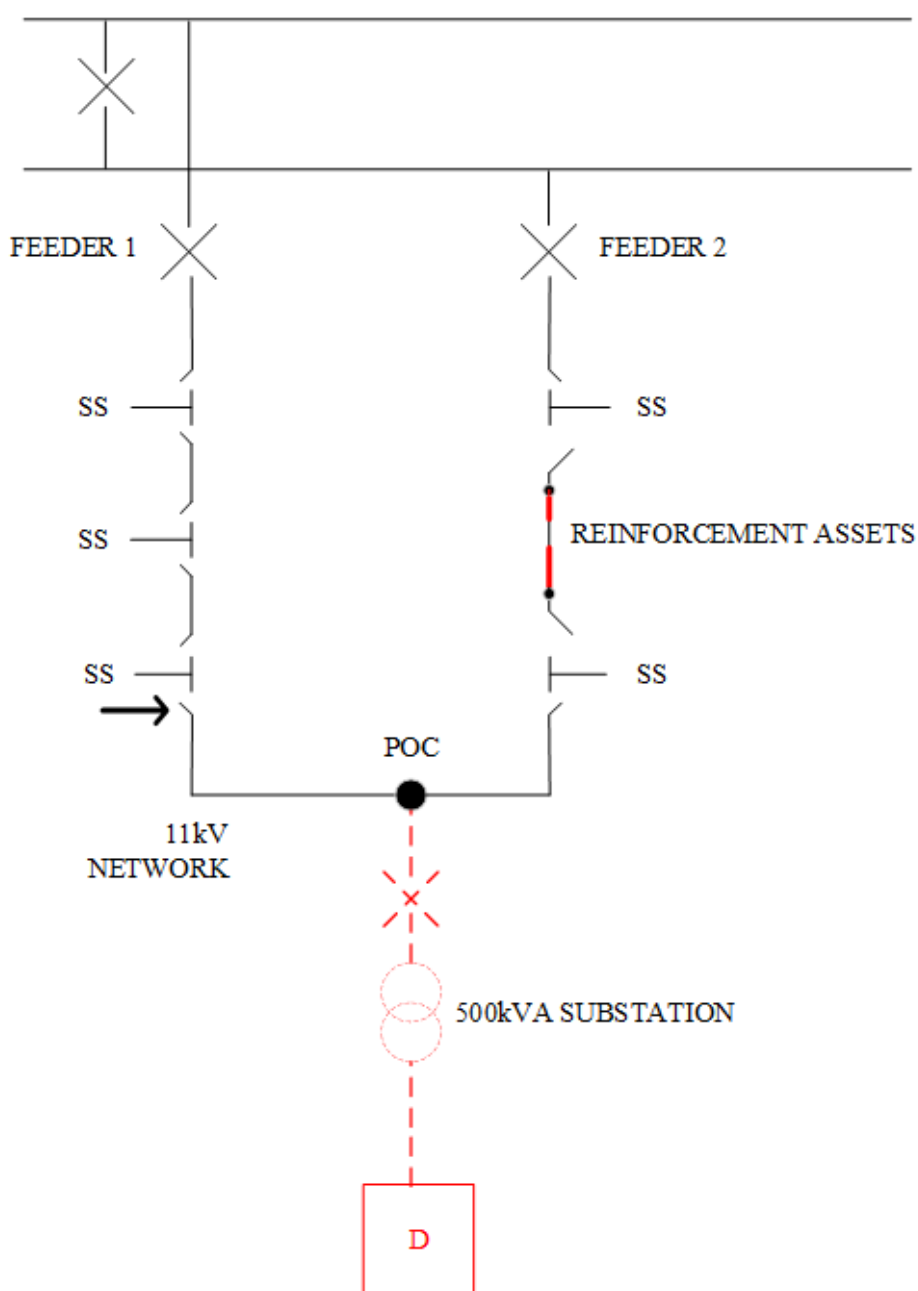 FEEDER 1
FEEDER 2
SS
SS
SS
REINFORCEMENT ASSETS
SS
SS
POC
11kV
NETWORK
500kVA SUBSTATION
D